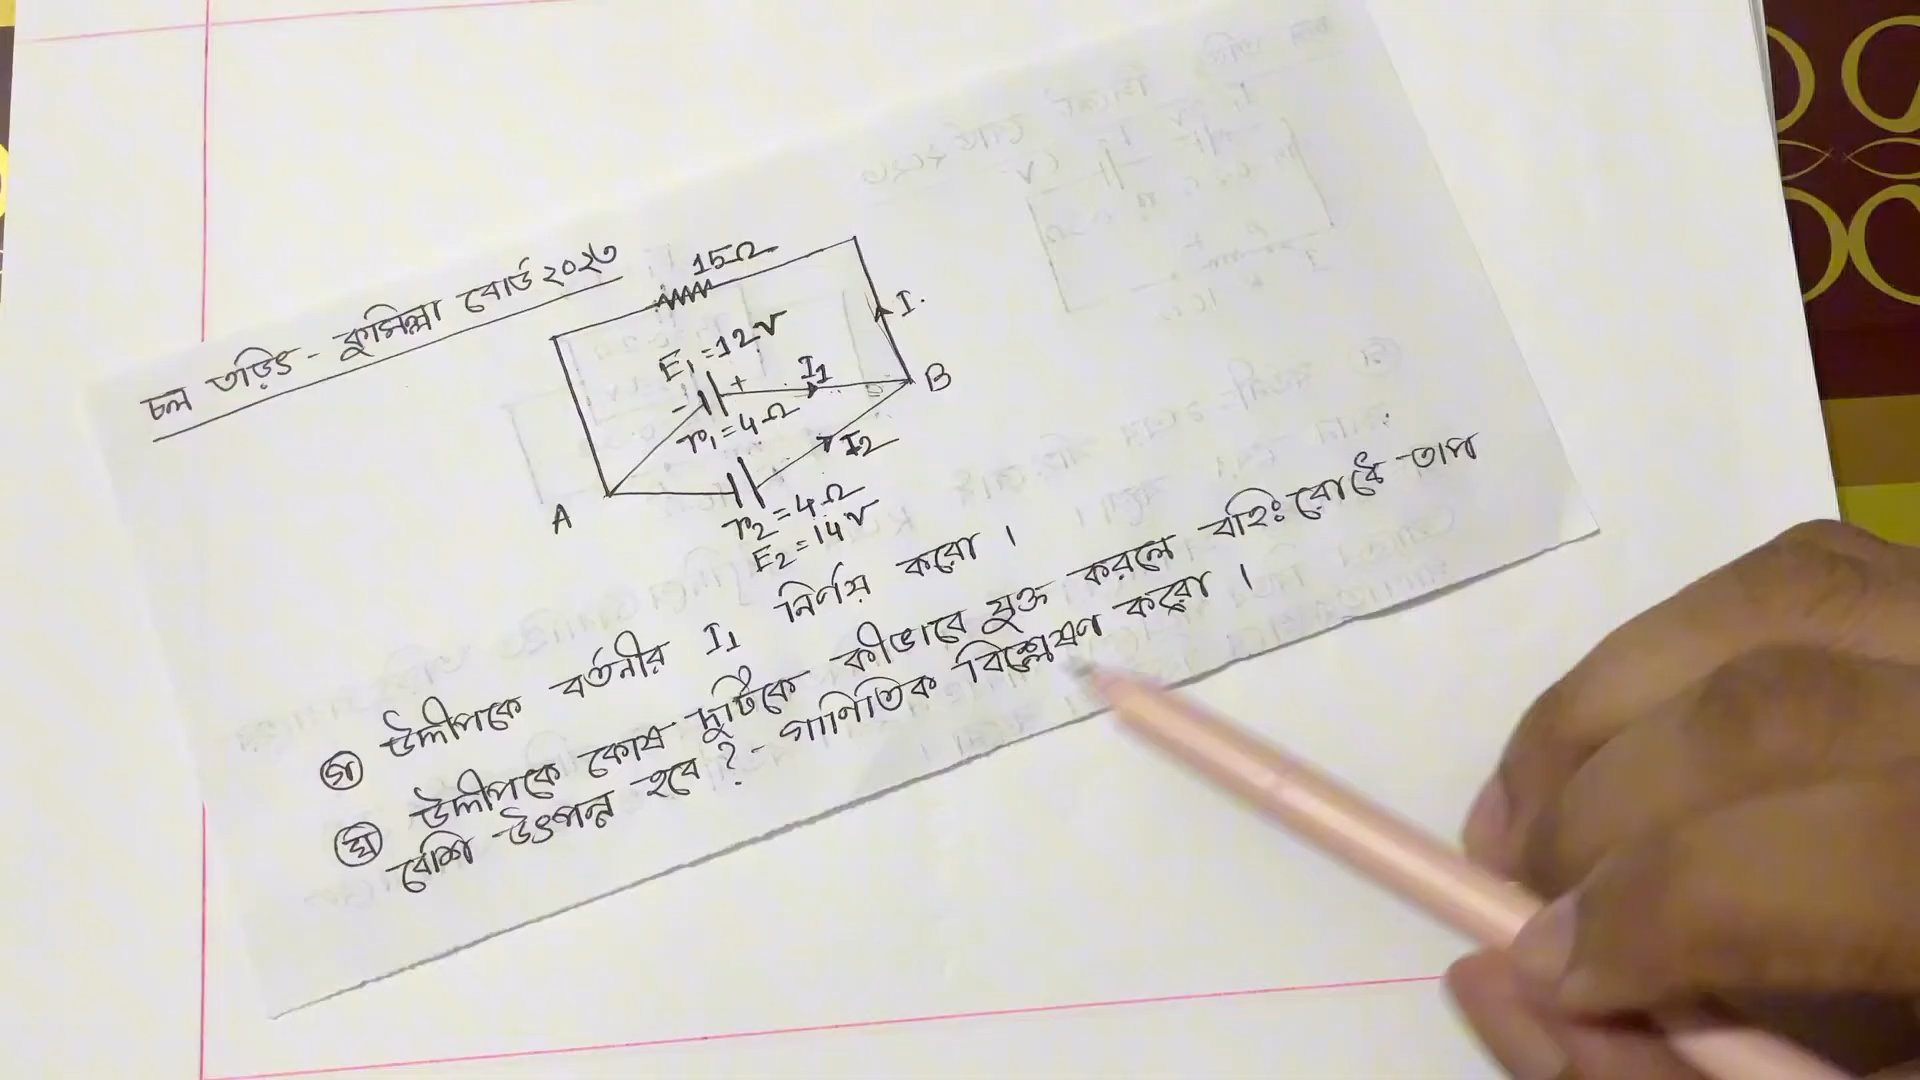 চল তড়িৎ - কুমিল্লা বোর্ড ২০২৩
15Ω
I
E₁ = 12V
- +
I₁
B
r₁ = 4Ω
I₂
A
r₂ = 4Ω
E₂ = 14V
গ উদ্দীপকে বর্তনীর I₁ নির্ণয় করো।
ঘ উদ্দীপকে কোষ দুটিকে কীভাবে যুক্ত করলে বহিঃরোধে তাপ
বেশি উৎপন্ন হবে? - গাণিতিক বিশ্লেষণ করো।